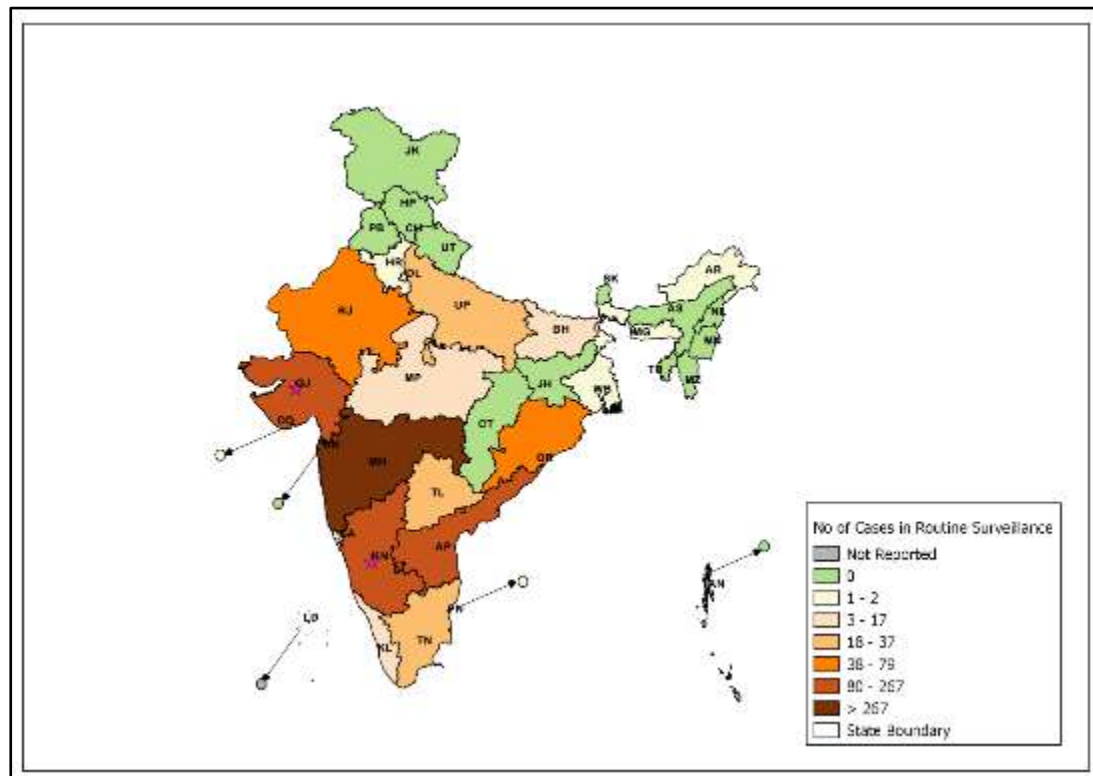 JK
HP
PB
CH
UT
HR
DL
SK
AR
RJ
UP
BH
AS
NL
MG
MN
TR
MZ
GJ
MP
JH
WB
DD
CT
DN
MH
OR
TL
GA
KN
AP
PN
AN
LD
KL
TN
No of Cases in Routine Surveillance
Not Reported
0
1 - 2
3 - 17
18 - 37
38 - 79
80 - 267
> 267
State Boundary